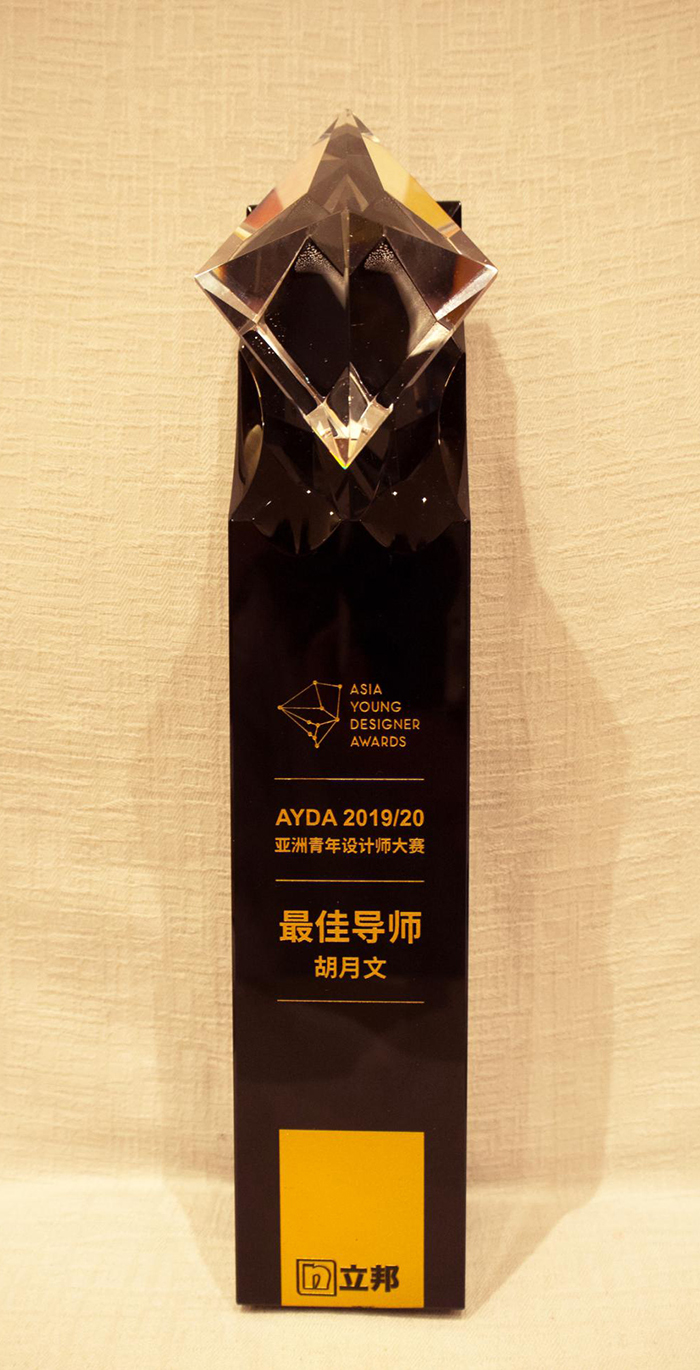 ASIA
YOUNG
DESIGNER
AWARDS
AYDA 2019/20
亚洲青年设计师大赛
最佳导师
胡月文
n立邦